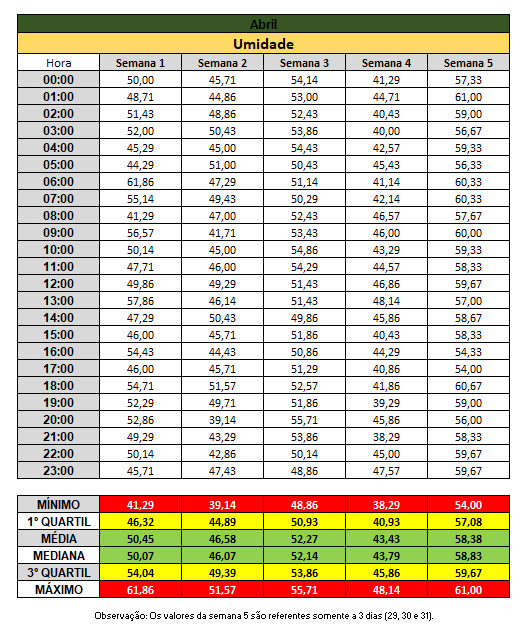 Abril
Umidade
Hora Semana 1 Semana 2 Semana 3 Semana 4 Semana 5
00:00 50,00 45,71 54,14 41,29 57,33
01:00 48,71 44,86 53,00 44,71 61,00
02:00 51,43 48,86 52,43 40,43 59,00
03:00 52,00 50,43 53,86 40,00 56,67
04:00 45,29 45,00 54,43 42,57 59,33
05:00 44,29 51,00 50,43 45,43 56,33
06:00 61,86 47,29 51,14 41,14 60,33
07:00 55,14 49,43 50,29 42,14 60,33
08:00 41,29 47,00 52,43 46,57 57,67
09:00 56,57 41,71 53,43 46,00 60,00
10:00 50,14 45,00 54,86 43,29 59,33
11:00 47,71 46,00 54,29 44,57 58,33
12:00 49,86 49,29 51,43 46,86 59,67
13:00 57,86 46,14 51,43 48,14 57,00
14:00 47,29 50,43 49,86 45,86 58,67
15:00 46,00 45,71 51,86 40,43 58,33
16:00 54,43 44,43 50,86 44,29 54,33
17:00 46,00 45,71 51,29 40,86 54,00
18:00 54,71 51,57 52,57 41,86 60,67
19:00 52,29 49,71 51,86 39,29 59,00
20:00 52,86 39,14 55,71 45,86 56,00
21:00 49,29 43,29 53,86 38,29 58,33
22:00 50,14 42,86 50,14 45,00 59,67
23:00 45,71 47,43 48,86 47,57 59,67
MÍNIMO 41,29 39,14 48,86 38,29 54,00
1º QUARTIL 46,32 44,89 50,93 40,93 57,08
MÉDIA 50,45 46,58 52,27 43,43 58,38
MEDIANA 50,07 46,07 52,14 43,79 58,83
3º QUARTIL 54,04 49,39 53,86 45,86 59,67
MÁXIMO 61,86 51,57 55,71 48,14 61,00
Observação: Os valores da semana 5 são referentes somente a 3 dias (29, 30 e 31).